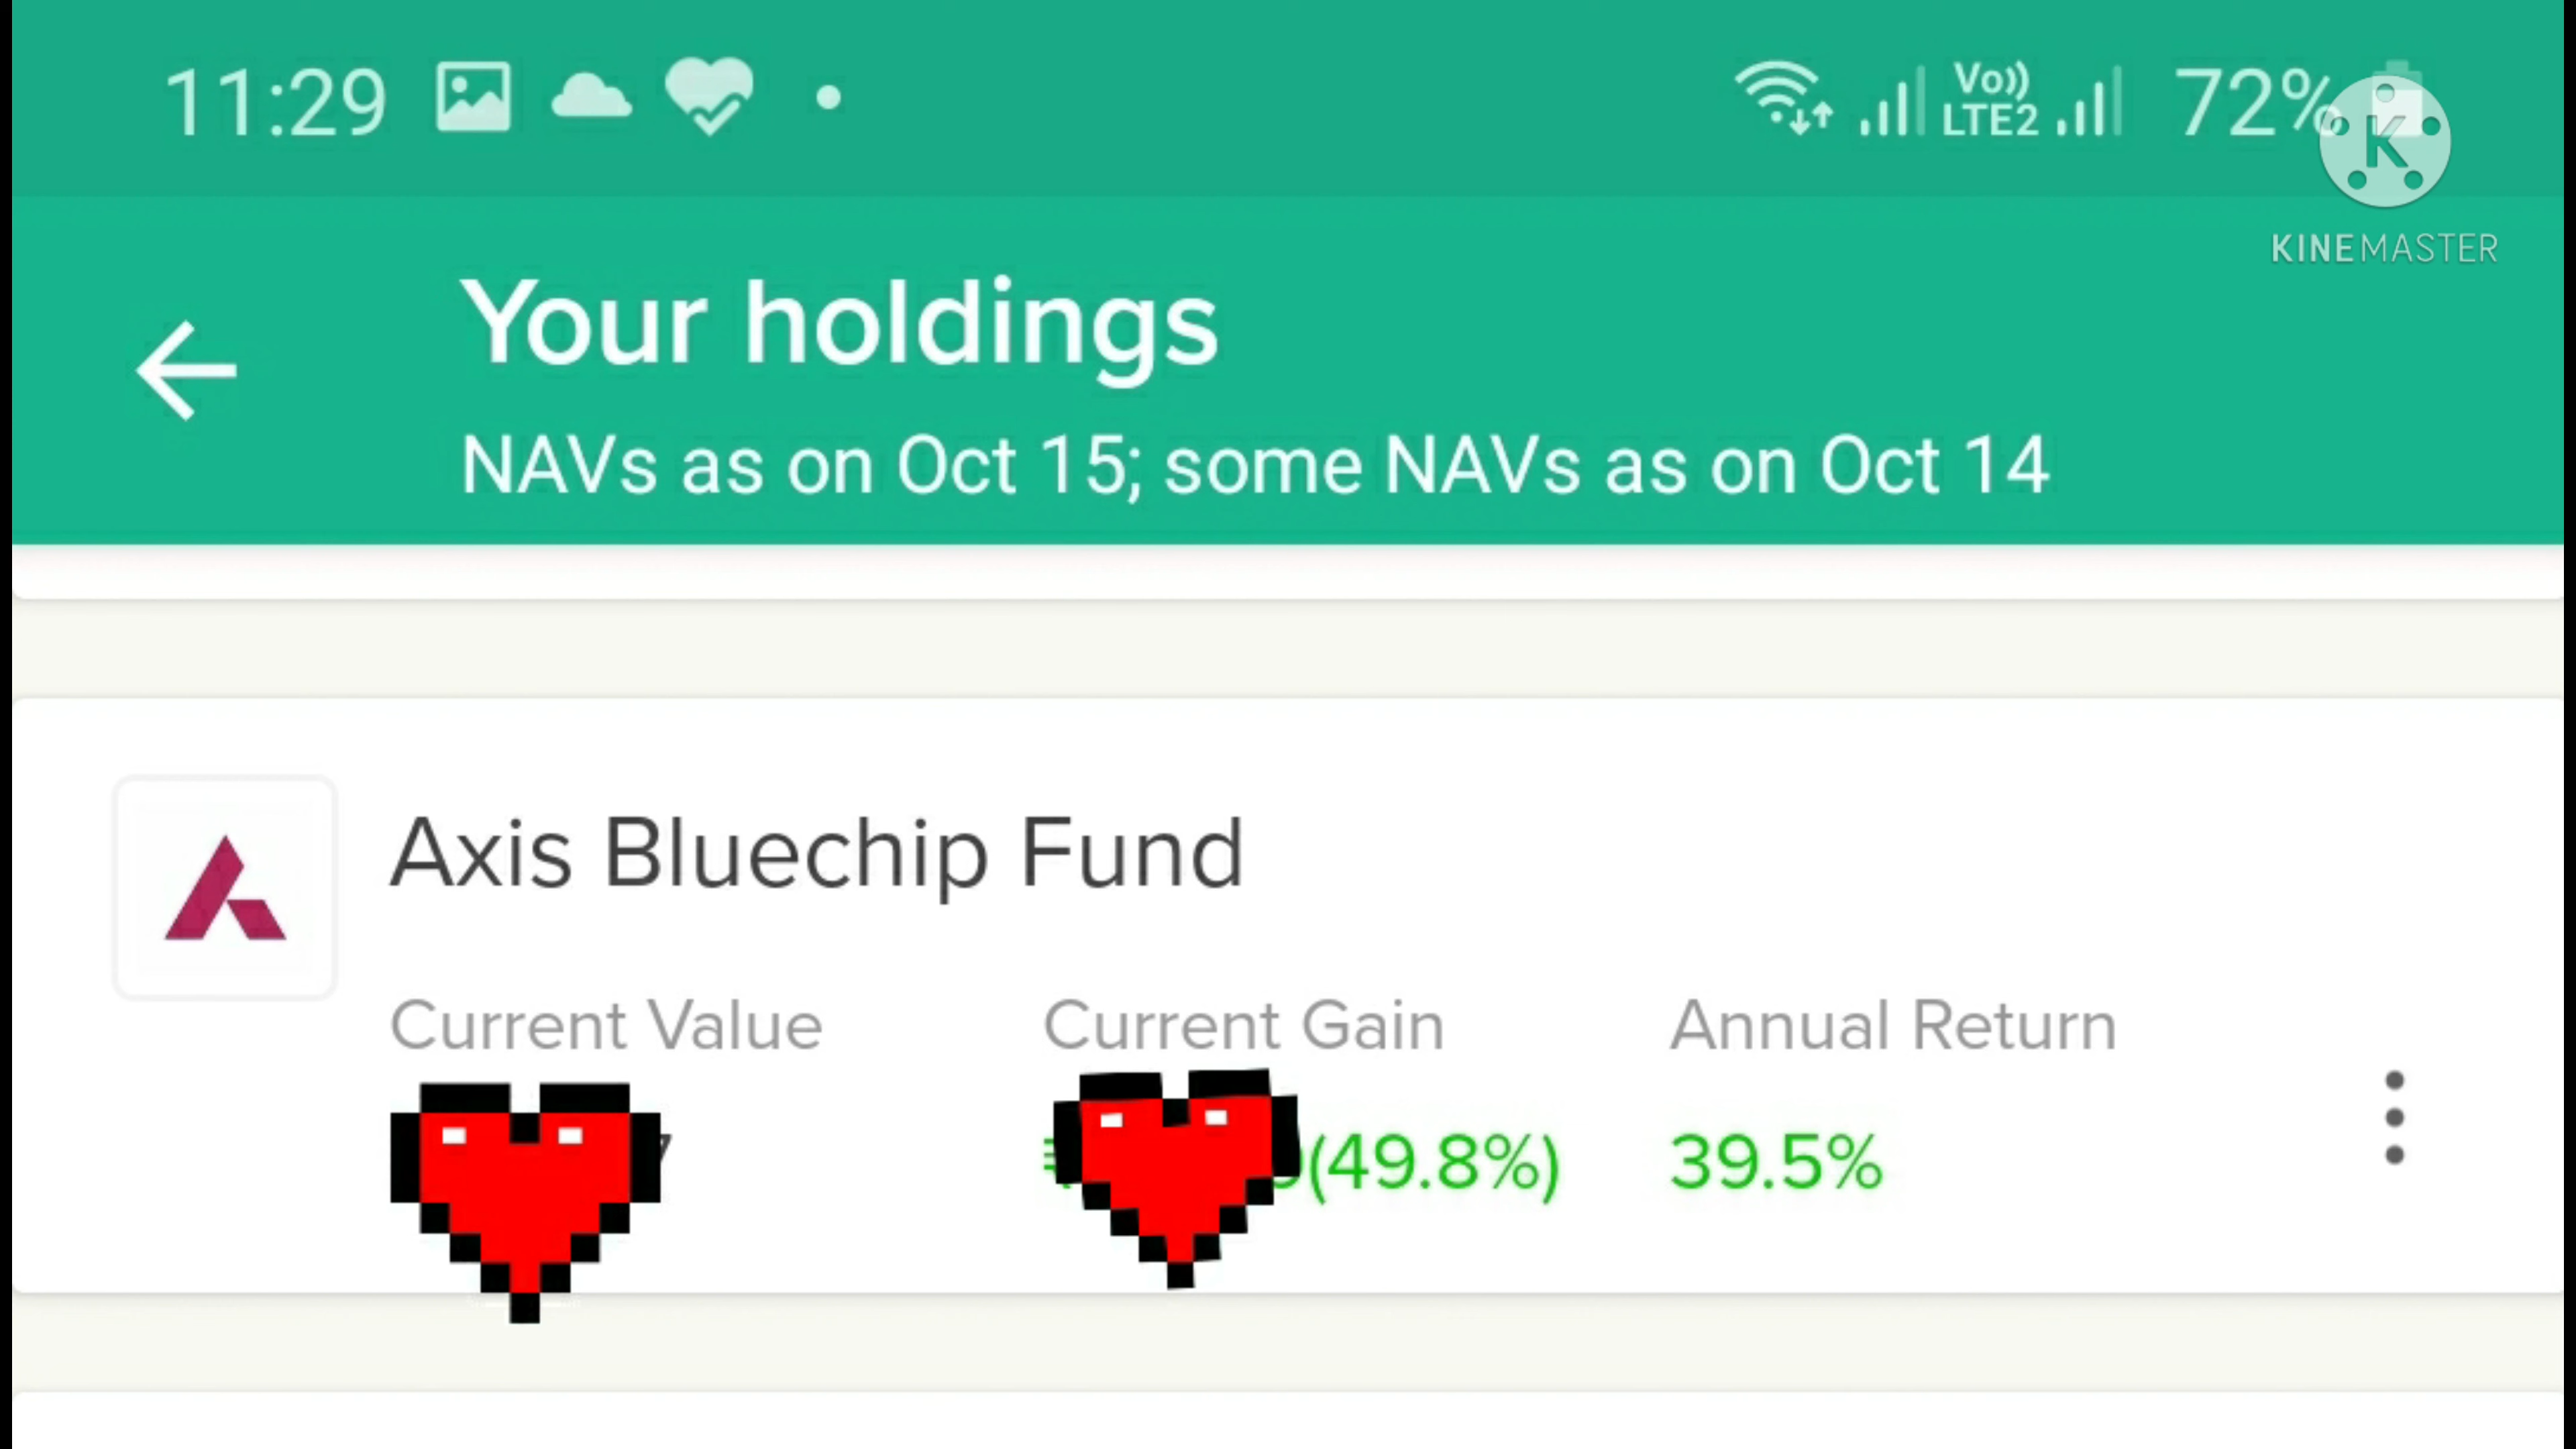 11:29 Vo)) LTE2 72%
K
KINEMASTER
Your holdings
NAVs as on Oct 15; some NAVs as on Oct 14
Axis Bluechip Fund
Current Value Current Gain Annual Return
(49.8%) 39.5%